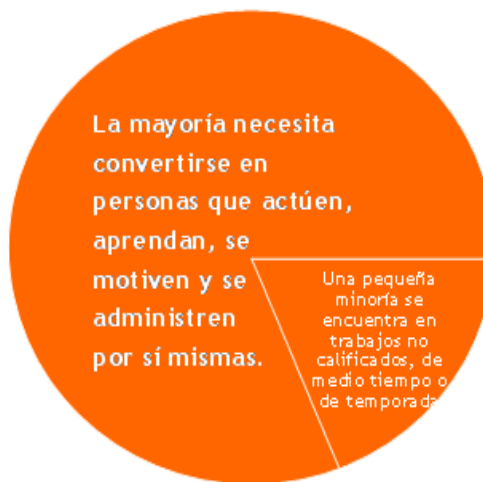 La mayoría necesita
convertirse en
personas que actúen,
aprendan, se
motiven y se
administren
por sí mismas.
Una pequeña
minoría se
encuentra en
trabajos no
calificados, de
medio tiempo o
de temporada